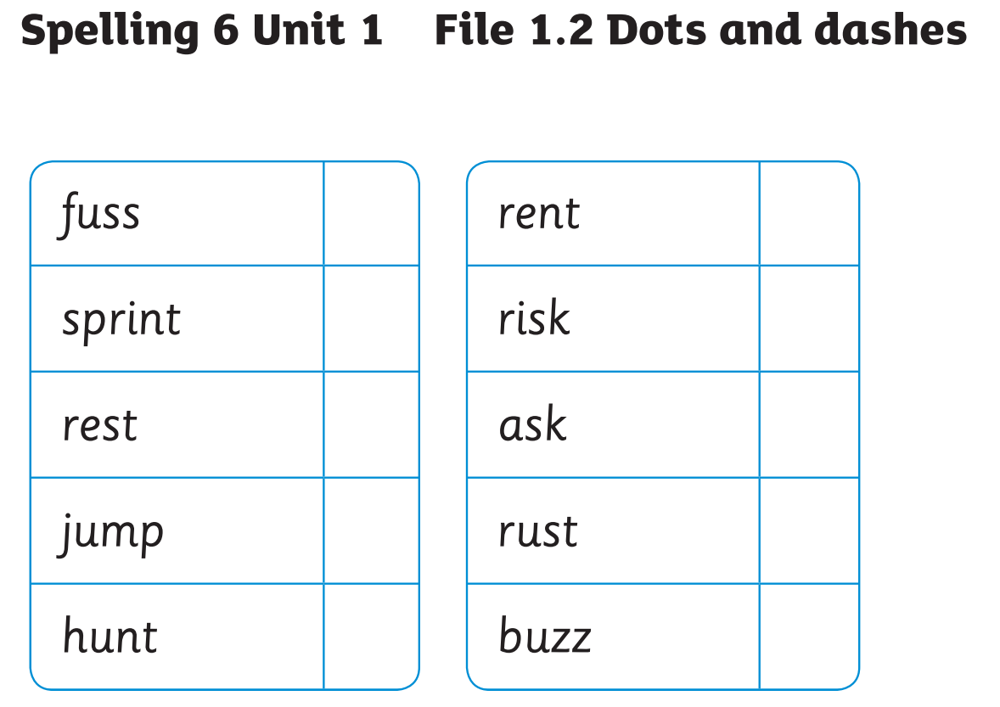 Spelling 6 Unit 1 File 1.2 Dots and dashes
fuss
sprint
rest
jump
hunt
rent
risk
ask
rust
buzz